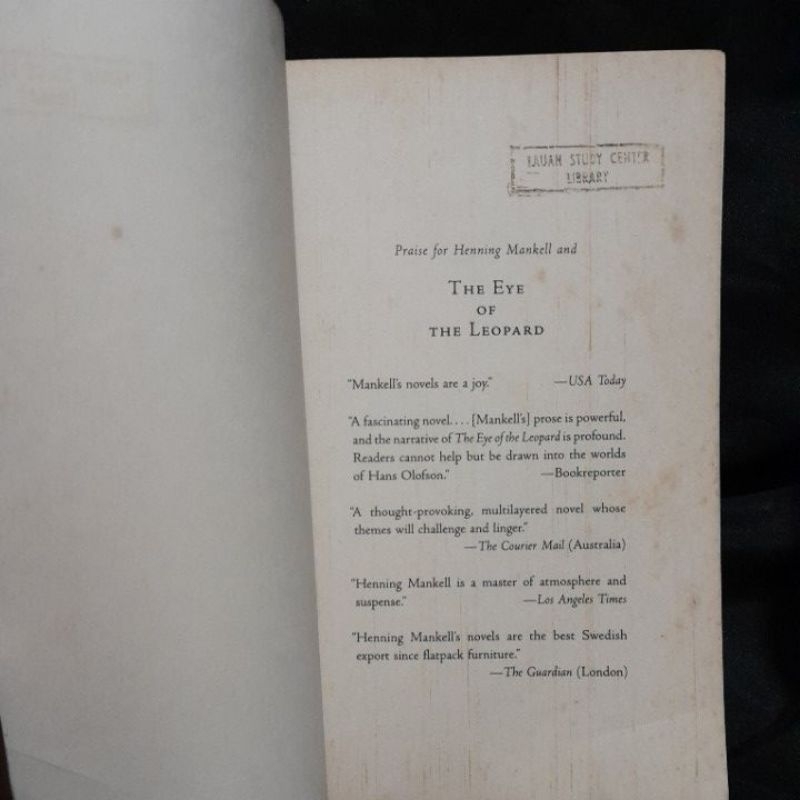 STUDY CENTER
LIBRARY
Praise for Henning Mankell and
THE EYE
OF
THE LEOPARD
"Mankell's novels are a joy." —USA Today
"A fascinating novel. . . . [Mankell's] prose is powerful,
and the narrative of The Eye of the Leopard is profound.
Readers cannot help but be drawn into the worlds
of Hans Olofson." —Bookreporter
"A thought-provoking, multilayered novel whose
themes will challenge and linger."
—The Courier Mail (Australia)
"Henning Mankell is a master of atmosphere and
suspense." —Los Angeles Times
"Henning Mankell's novels are the best Swedish
export since flatpack furniture."
—The Guardian (London)